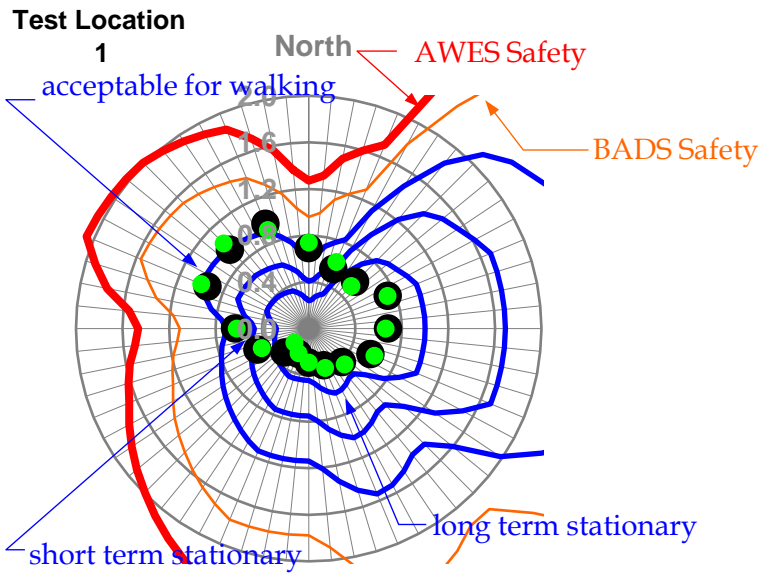 Test Location
1
North
AWES Safety
acceptable for walking
2.0
1.6
BADS Safety
1.2
0.8
0.4
0.0
long term stationary
short term stationary